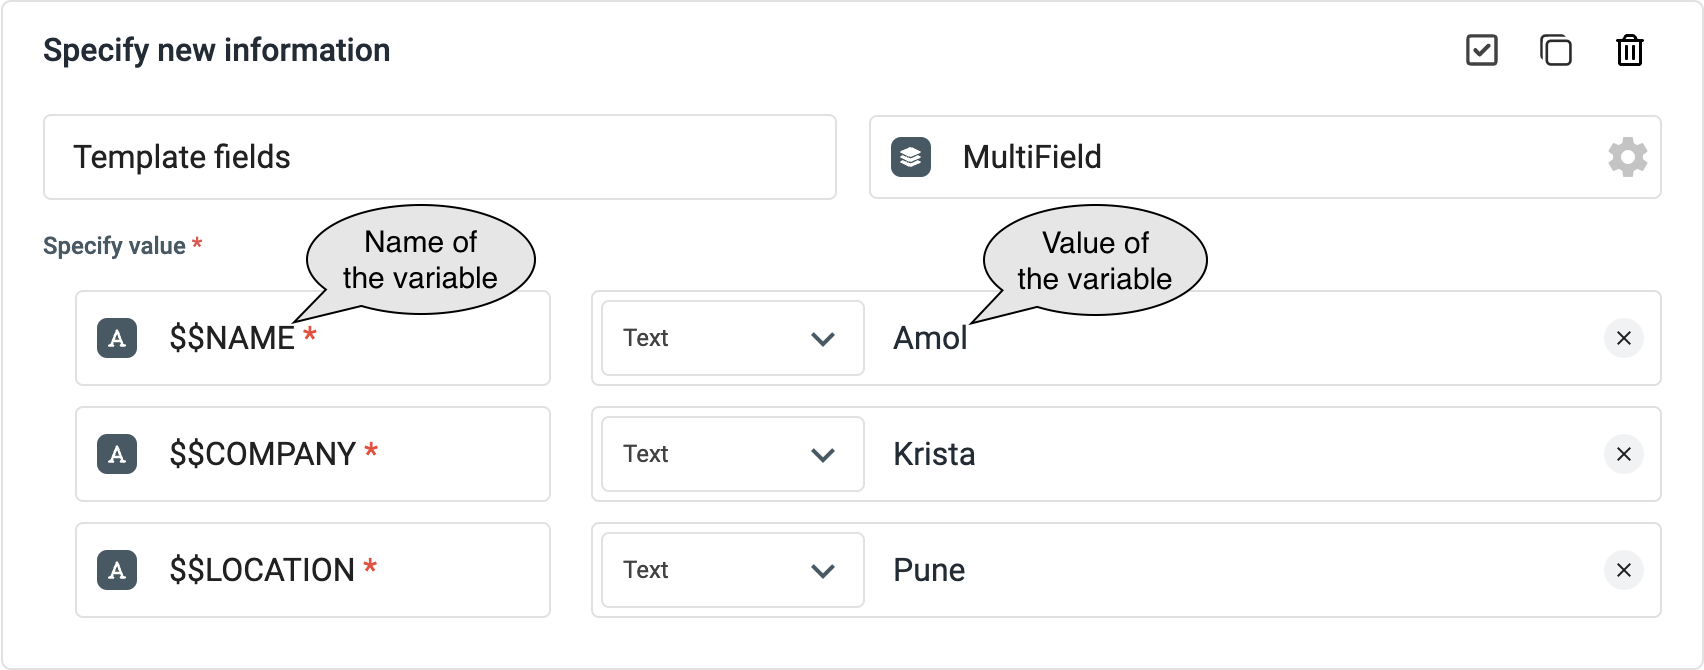 Specify new information
Template fields
MultiField
Specify value *
Name of
the variable
Value of
the variable
A $$NAME * Text Amol
A $$COMPANY * Text Krista
A $$LOCATION * Text Pune